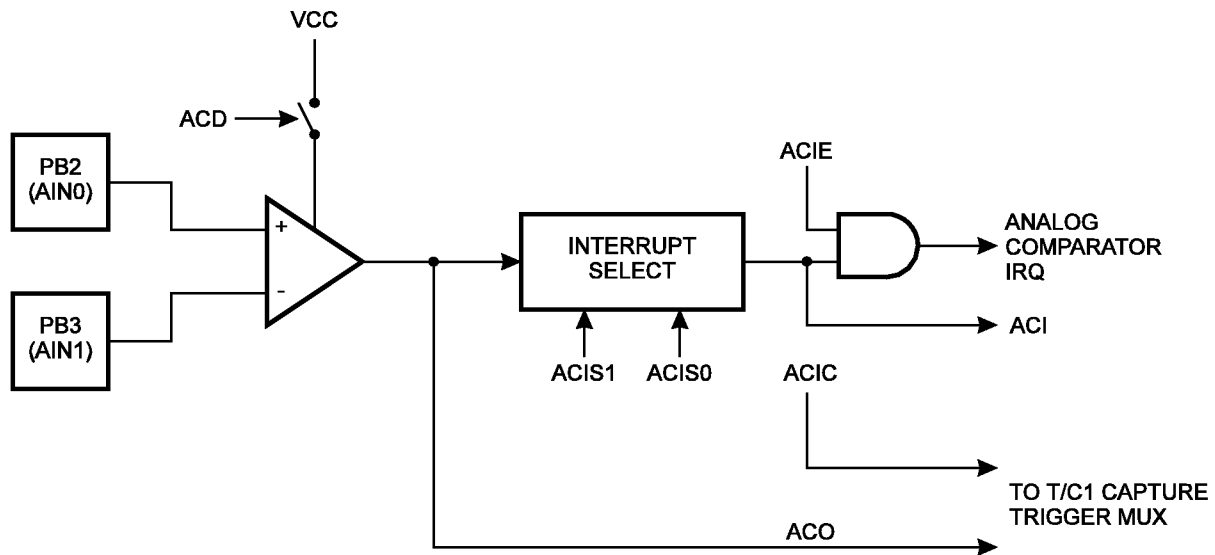 VCC
ACD
PB2
(AIN0)
+
-
PB3
(AIN1)
INTERRUPT
SELECT
ACIS1
ACIS0
ACIE
ANALOG
COMPARATOR
IRQ
ACI
ACIC
TO T/C1 CAPTURE
TRIGGER MUX
ACO